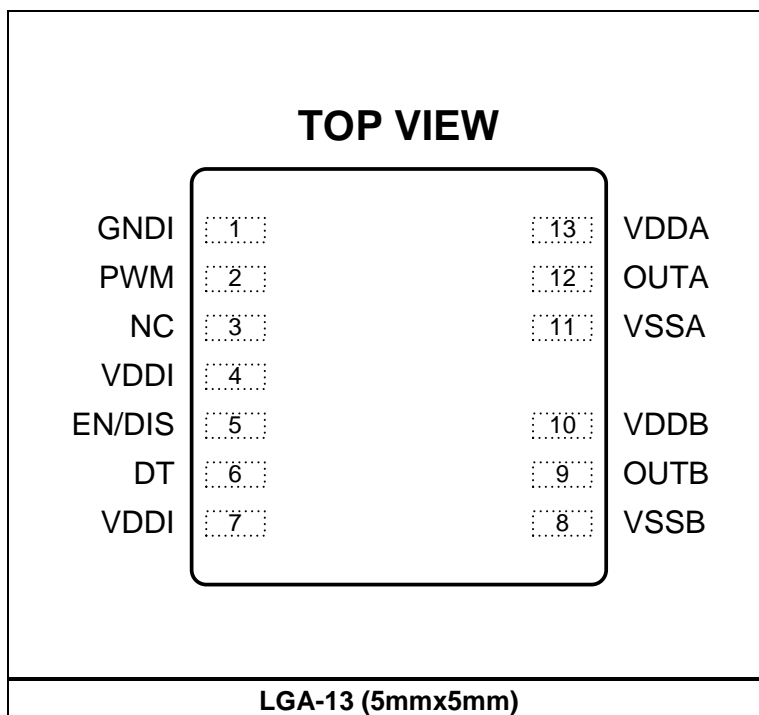 TOP VIEW
GNDI 1 13 VDDA
PWM 2 12 OUTA
NC 3 11 VSSA
VDDI 4
EN/DIS 5 10 VDDB
DT 6 9 OUTB
VDDI 7 8 VSSB
LGA-13 (5mmx5mm)